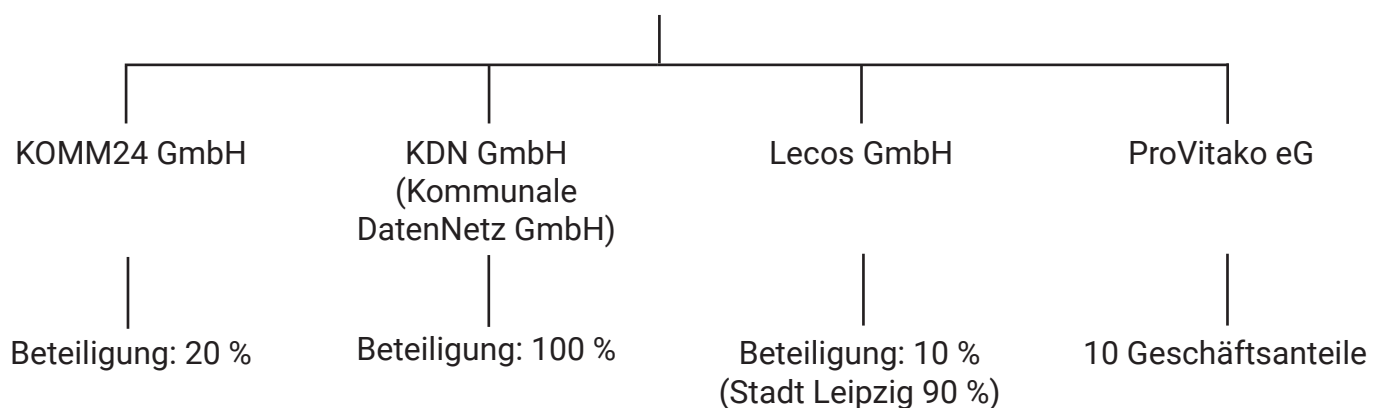 KOMM24 GmbH
KDN GmbH
(Kommunale
DatenNetz GmbH)
Lecos GmbH
ProVitako eG
Beteiligung: 20 %
Beteiligung: 100 %
Beteiligung: 10 %
(Stadt Leipzig 90 %)
10 Geschäftsanteile